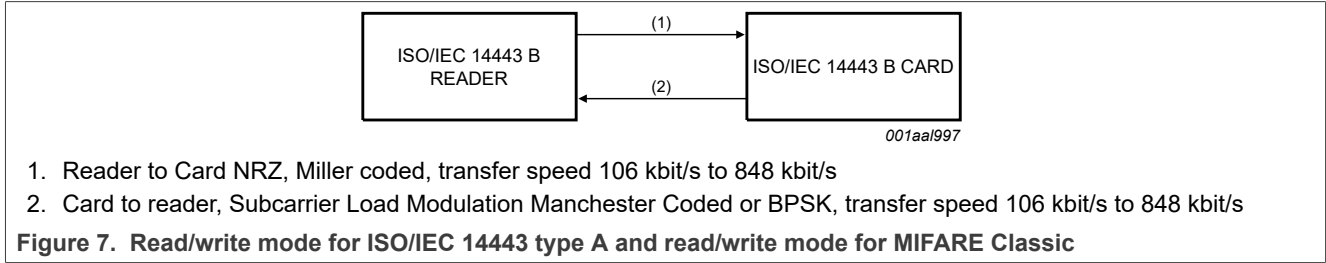 (1)
ISO/IEC 14443 B
READER
ISO/IEC 14443 B CARD
(2)
001aal997
1. Reader to Card NRZ, Miller coded, transfer speed 106 kbit/s to 848 kbit/s
2. Card to reader, Subcarrier Load Modulation Manchester Coded or BPSK, transfer speed 106 kbit/s to 848 kbit/s
Figure 7. Read/write mode for ISO/IEC 14443 type A and read/write mode for MIFARE Classic